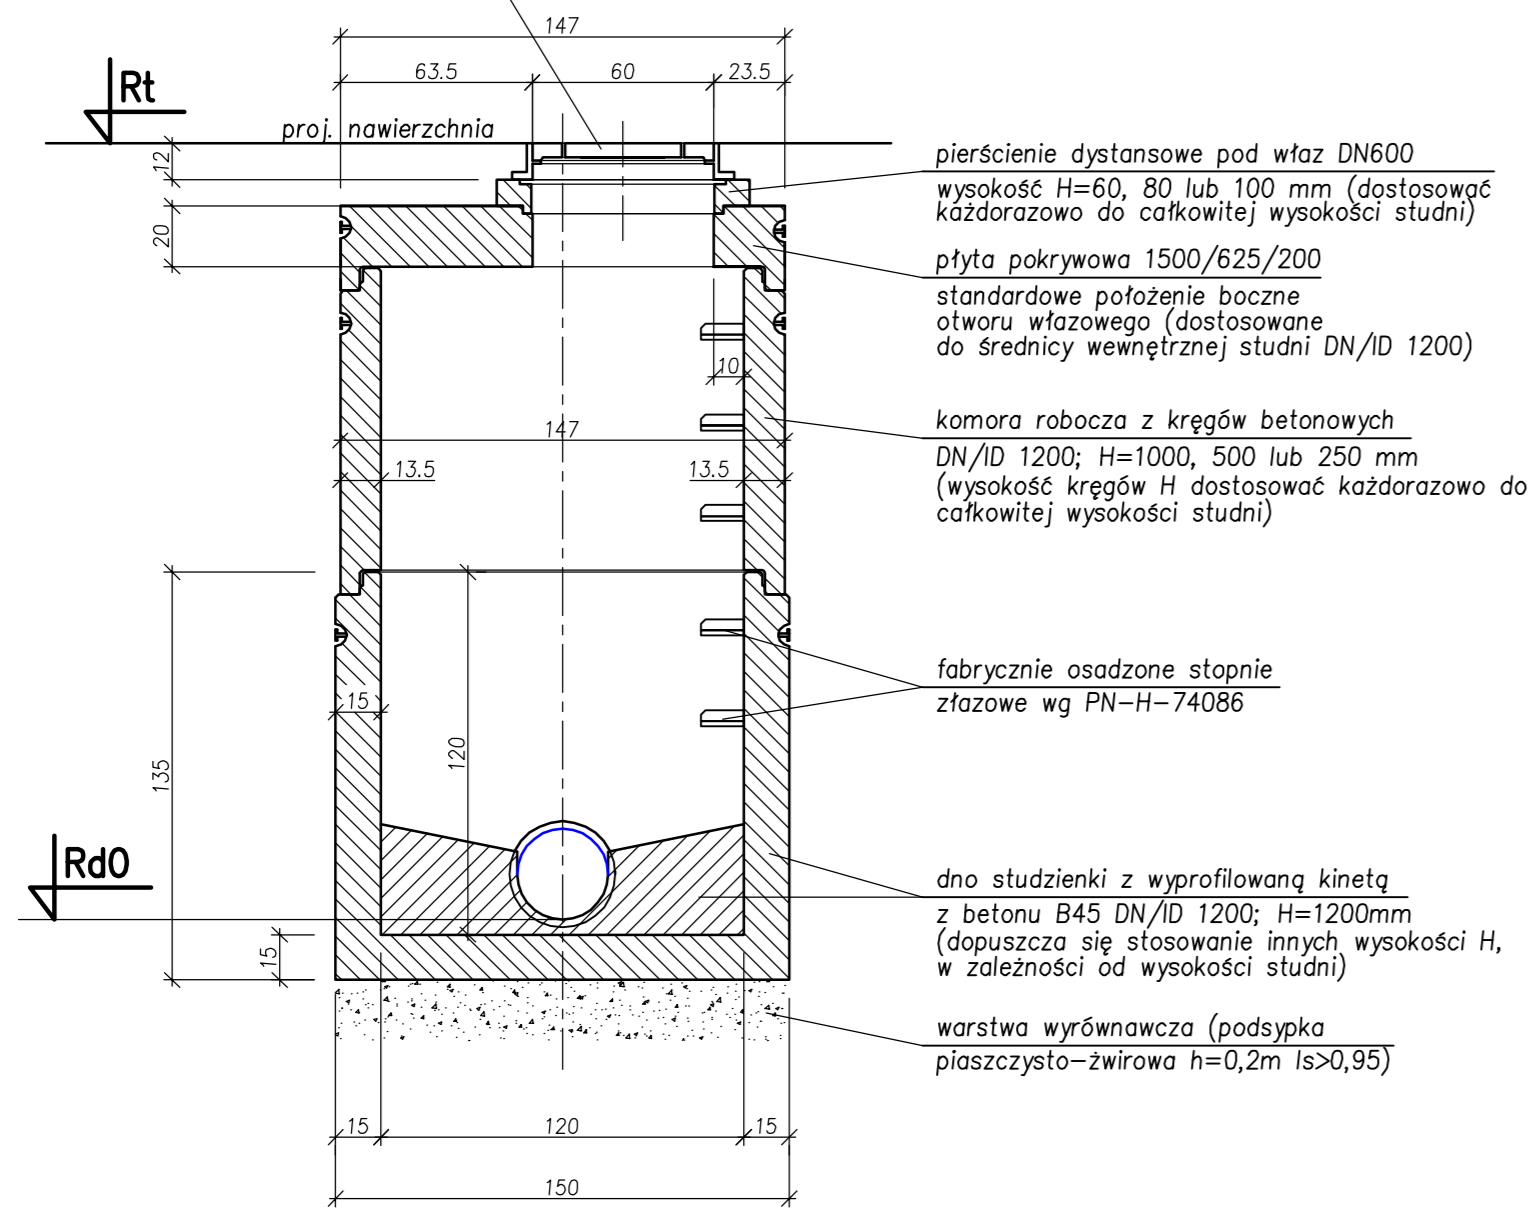 147
63.5
60
23.5
Rt
proj. nawierzchnia
12
20
pierścienie dystansowe pod właz DN600
wysokość H=60, 80 lub 100 mm (dostosować
każdorazowo do całkowitej wysokości studni)
płyta pokrywowa 1500/625/200
standardowe położenie boczne
otworu włazowego (dostosowane
do średnicy wewnętrznej studni DN/ID 1200)
10
147
13.5
13.5
komora robocza z kręgów betonowych
DN/ID 1200; H=1000, 500 lub 250 mm
(wysokość kręgów H dostosować każdorazowo do
całkowitej wysokości studni)
fabrycznie osadzone stopnie
złazowe wg PN-H-74086
15
120
135
Rd0
15
dno studzienki z wyprofilowaną kinetą
z betonu B45 DN/ID 1200; H=1200mm
(dopuszcza się stosowanie innych wysokości H,
w zależności od wysokości studni)
warstwa wyrównawcza (podsypka
piaszczysto-żwirowa h=0,2m Is>0,95)
15
120
15
150